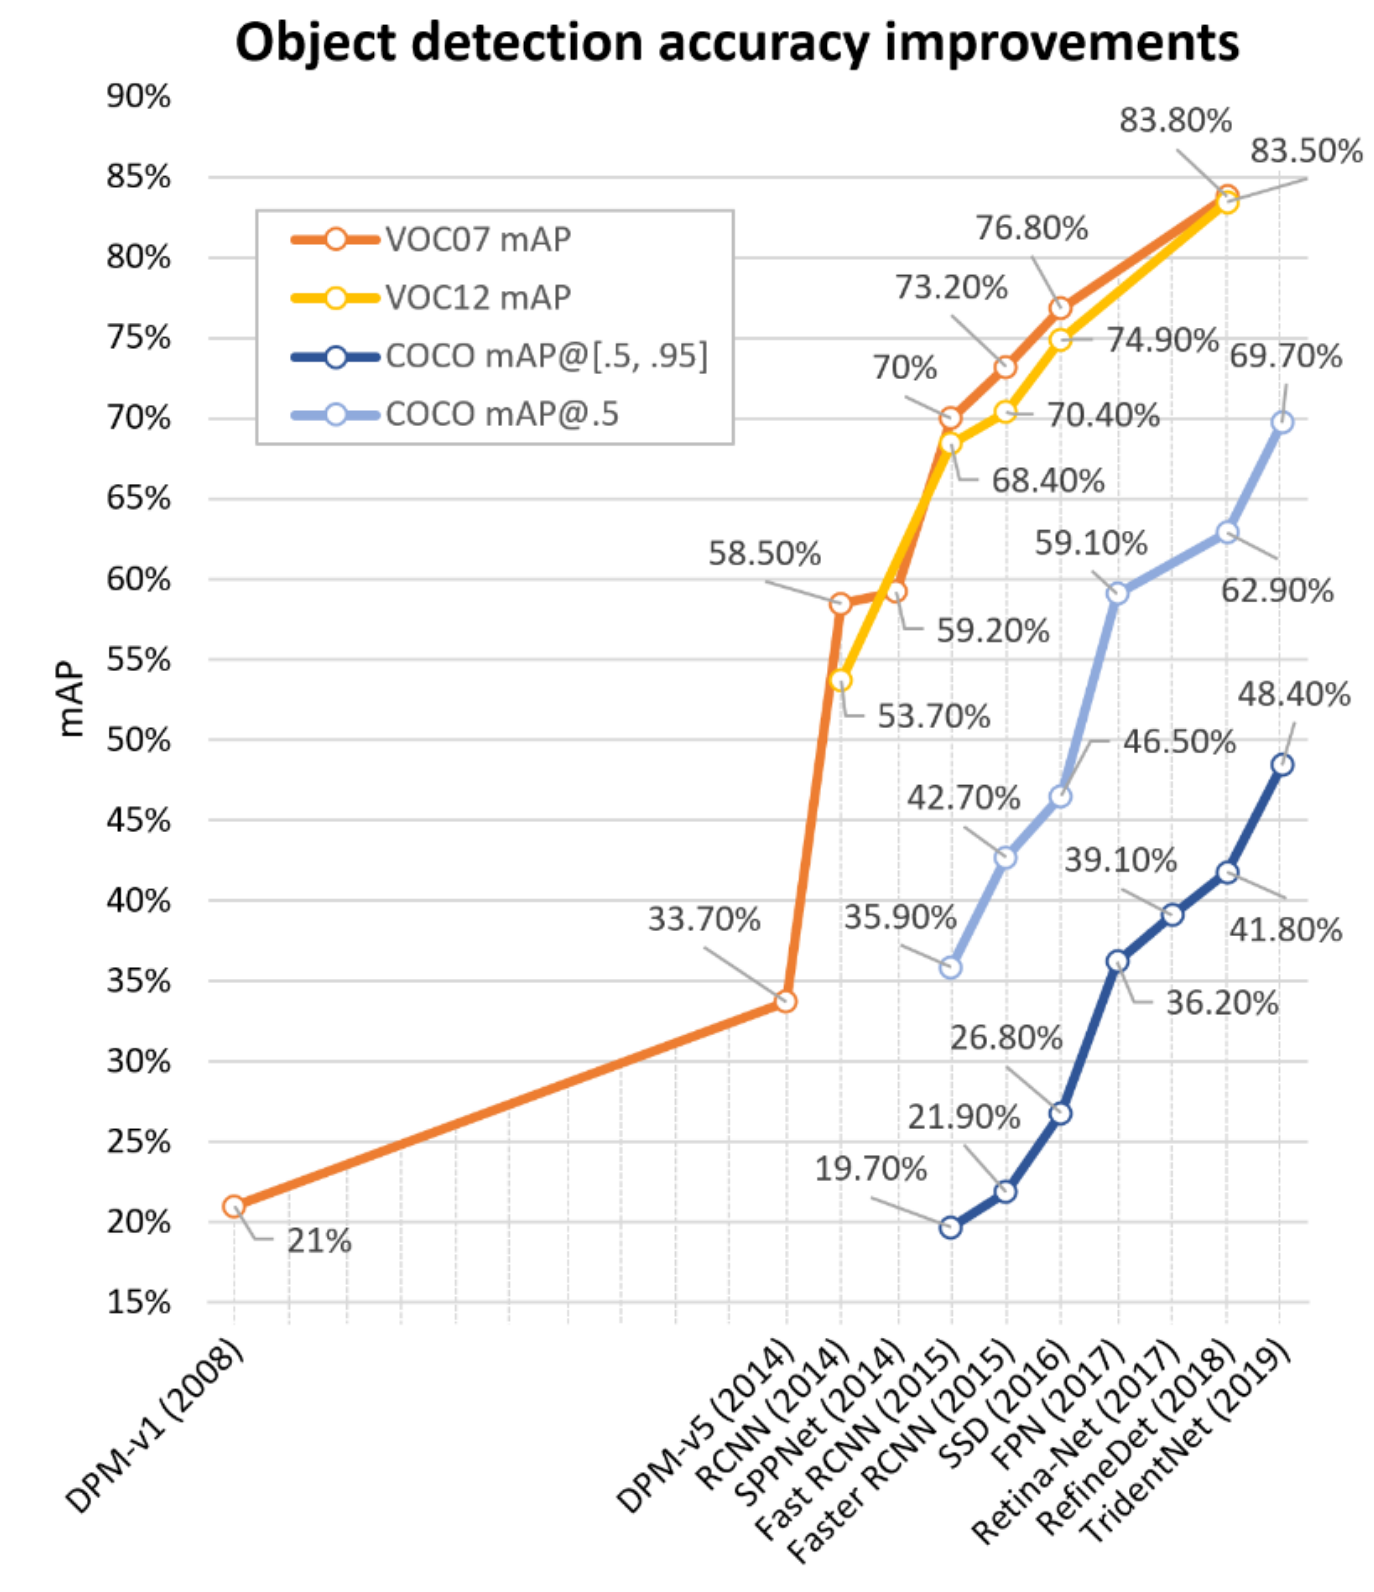 Object detection accuracy improvements
90%
83.80%
83.50%
85%
VOC07 mAP
76.80%
80%
73.20%
VOC12 mAP
75%
74.90%
69.70%
COCO mAP@[.5, .95]
70%
70%
70.40%
COCO mAP@.5
68.40%
65%
58.50%
59.10%
60%
62.90%
59.20%
55%
mAP
48.40%
53.70%
50%
46.50%
42.70%
45%
39.10%
40%
33.70%
35.90%
41.80%
35%
36.20%
26.80%
30%
21.90%
25%
19.70%
20%
21%
15%
DPM-v1 (2008)
DPM-v5 (2014)
RCNN (2014)
SPPNet (2014)
Fast RCNN (2015)
Faster RCNN (2015)
SSD (2016)
FPN (2017)
Retina-Net (2017)
RefineDet (2018)
TridentNet (2019)